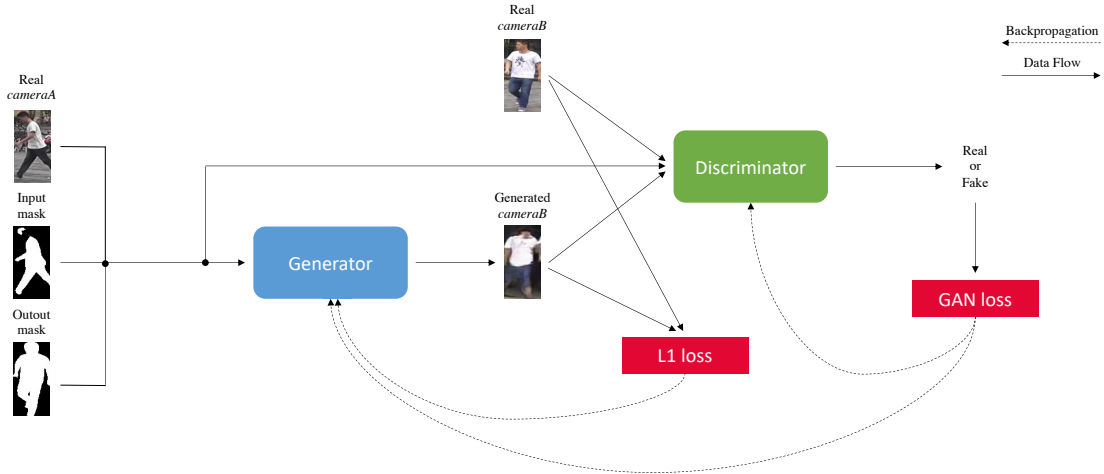 Real
cameraB
Backpropagation
Data Flow
Real
cameraA
Input
mask
Outout
mask
Generator
Generated
cameraB
Discriminator
Real
or
Fake
L1 loss
GAN loss